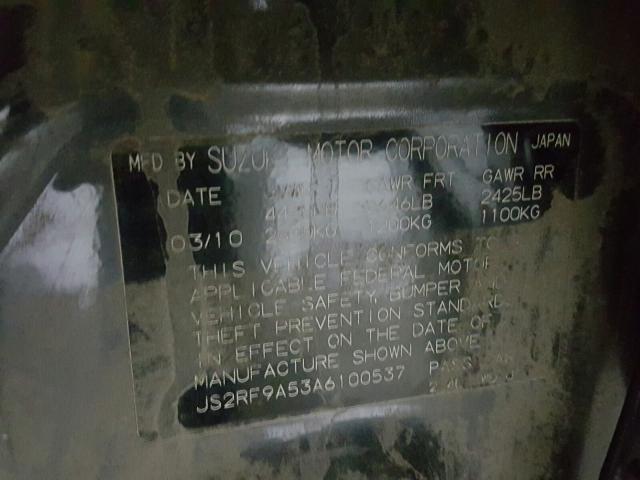 MFD BY SUZUKI MOTOR CORPORATION JAPAN
DATE GAWR FRT GAWR RR
2425LB
03/10 1200KG 1100KG
THIS VEHICLE CONFORMS TO
APPLICABLE FEDERAL MOTOR
VEHICLE SAFETY, BUMPER AND
THEFT PREVENTION STANDARDS
IN EFFECT ON THE DATE OF
MANUFACTURE SHOWN ABOVE
JS2RF9A53A6100537